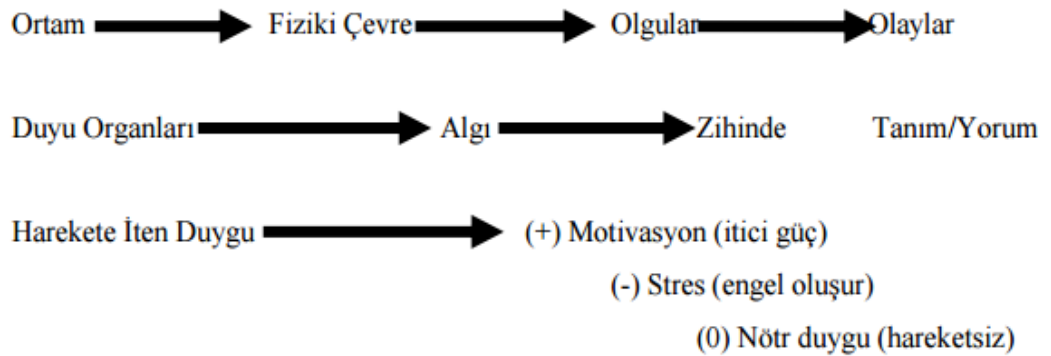 Ortam Fiziki Çevre Olgular Olaylar
Duyu Organları Algı Zihinde Tanım/Yorum
Harekete İten Duygu (+) Motivasyon (itici güç)
(-) Stres (engel oluşur)
(0) Nötr duygu (hareketsiz)